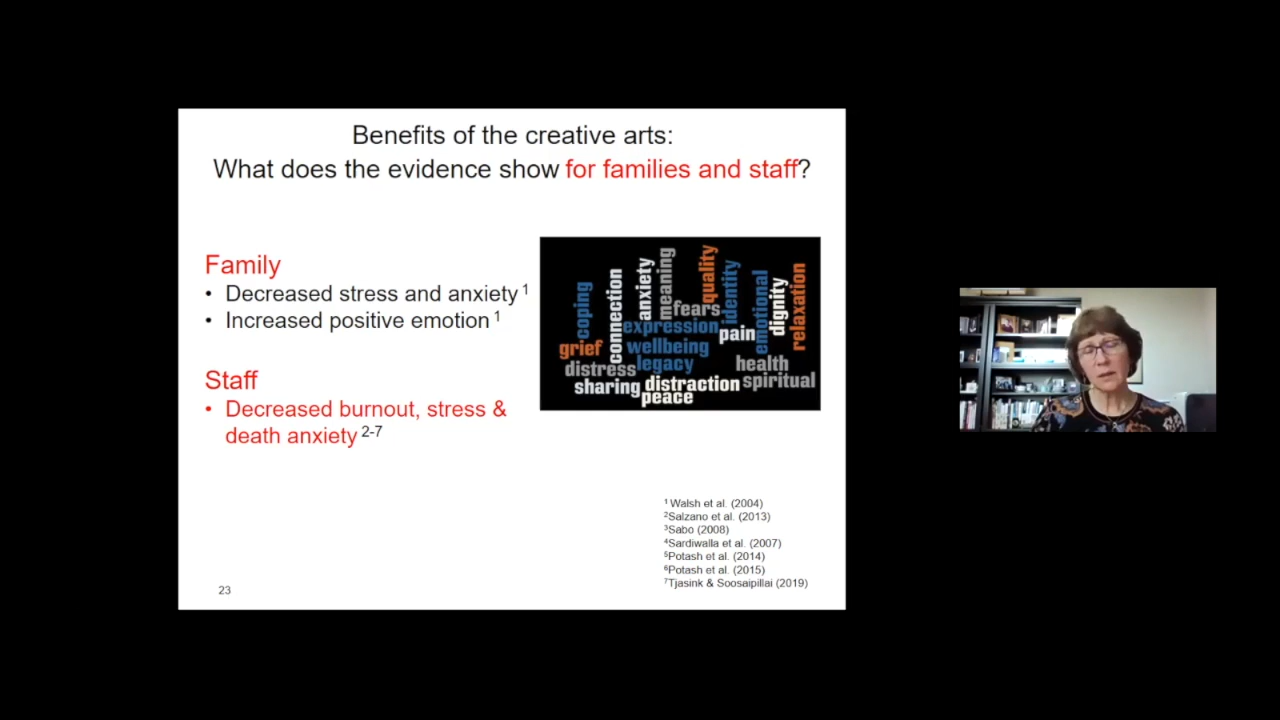 Benefits of the creative arts:
What does the evidence show for families and staff?
Family
• Decreased stress and anxiety 1
• Increased positive emotion 1
Staff
• Decreased burnout, stress &
death anxiety 2-7
coping
connection
anxiety
meaning
quality
identity
emotional
dignity
relaxation
fears
expression
pain
grief
wellbeing
distress
legacy
health
sharing
distraction
spiritual
peace
1 Walsh et al. (2004)
2Salzano et al. (2013)
3Sabo (2008)
4Sardiwalla et al. (2007)
5Potash et al. (2014)
6Potash et al. (2015)
7Tjasink & Soosaipillai (2019)
23